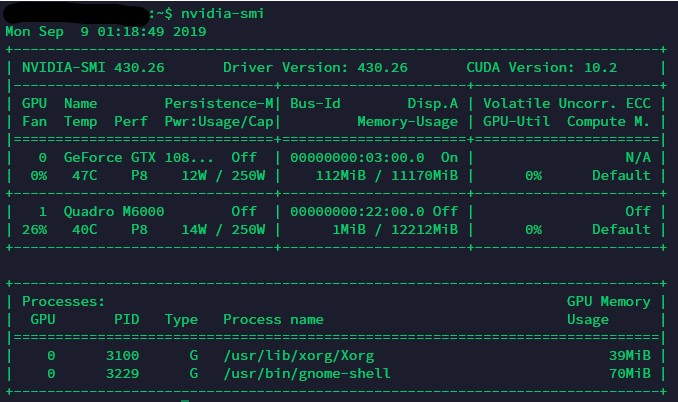 :~$ nvidia-smi
Mon Sep  9 01:18:49 2019
+-----------------------------------------------------------------------------+
| NVIDIA-SMI 430.26       Driver Version: 430.26       CUDA Version: 10.2     |
|-------------------------------+----------------------+----------------------+
| GPU  Name        Persistence-M| Bus-Id        Disp.A | Volatile Uncorr. ECC |
| Fan  Temp  Perf  Pwr:Usage/Cap|         Memory-Usage | GPU-Util  Compute M. |
|===============================+======================+======================|
|   0  GeForce GTX 108...  Off  | 00000000:03:00.0  On |                  N/A |
|  0%   47C    P8    12W / 250W |    112MiB / 11170MiB |      0%      Default |
+-------------------------------+----------------------+----------------------+
|   1  Quadro M6000        Off  | 00000000:22:00.0 Off |                  Off |
| 26%   40C    P8    14W / 250W |      1MiB / 12212MiB |      0%      Default |
+-------------------------------+----------------------+----------------------+
+-----------------------------------------------------------------------------+
| Processes:                                                       GPU Memory |
|  GPU       PID   Type   Process name                             Usage      |
|=============================================================================|
|    0      3100      G   /usr/lib/xorg/Xorg                            39MiB |
|    0      3229      G   /usr/bin/gnome-shell                          70MiB |
+-----------------------------------------------------------------------------+